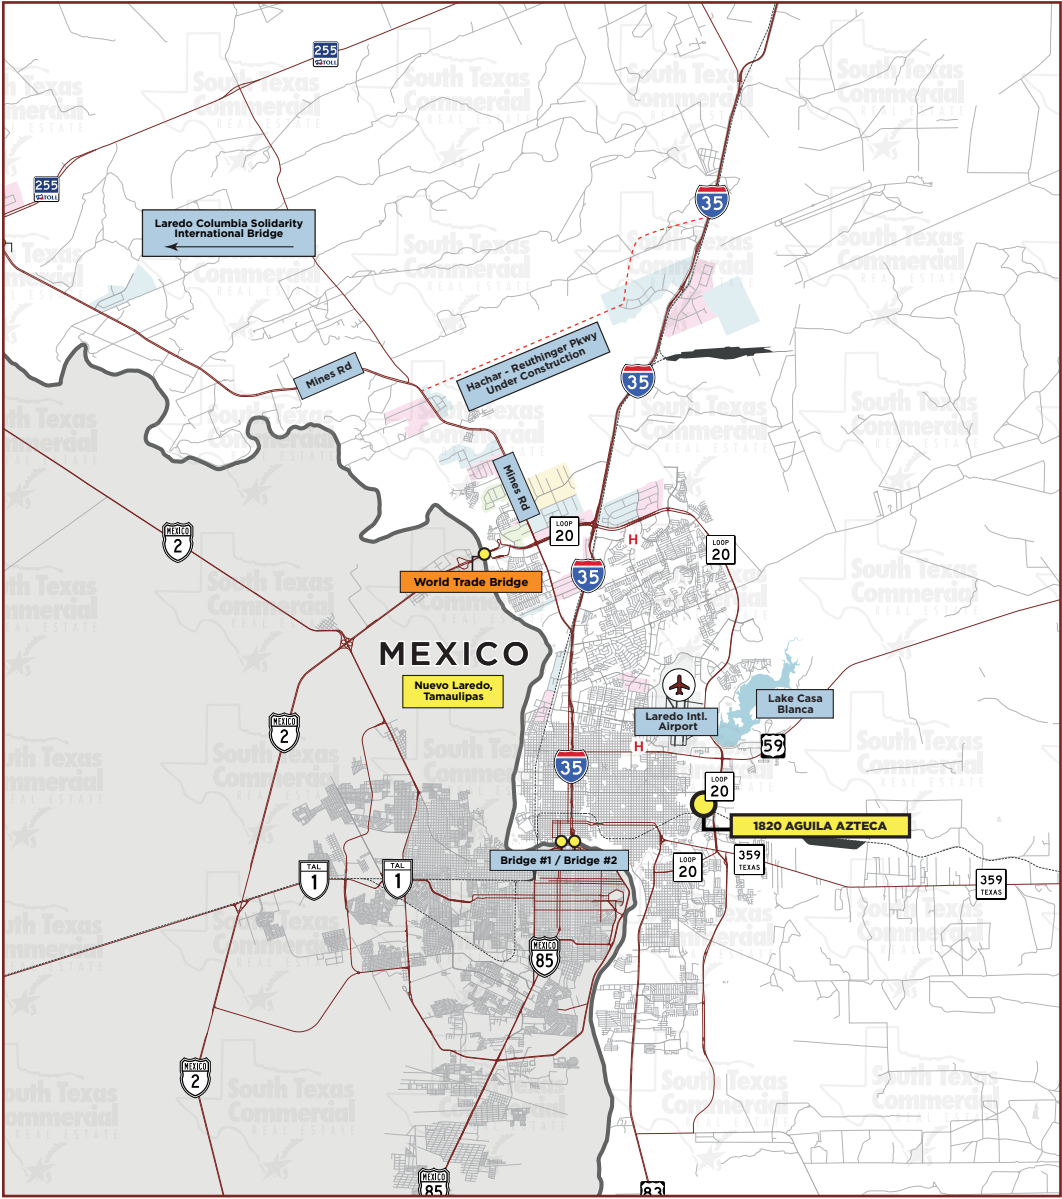 255
TOLL
255
TOLL
35
Laredo Columbia Solidarity
International Bridge
Hachar - Reuthinger Pkwy
Under Construction
Mines Rd
35
Mines Rd
LOOP
20
H
LOOP
20
MEXICO
2
World Trade Bridge
35
MEXICO
Nuevo Laredo,
Tamaulipas
Laredo Intl.
Airport
Lake Casa
Blanca
MEXICO
2
H
59
35
LOOP
20
1820 AGUILA AZTECA
Bridge #1 / Bridge #2
LOOP
20
359
TEXAS
359
TEXAS
TAL
1
TAL
1
MEXICO
85
MEXICO
2
MEXICO
85
83
South Texas
Commercial
REAL ESTATE